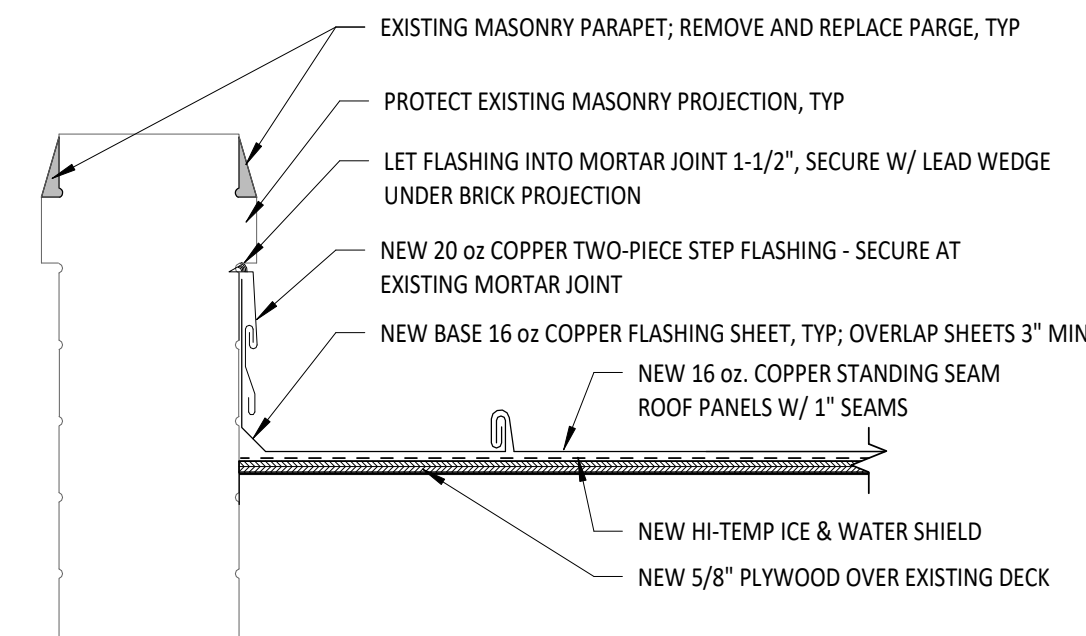 EXISTING MASONRY PARAPET; REMOVE AND REPLACE PARGE, TYP
PROTECT EXISTING MASONRY PROJECTION, TYP
LET FLASHING INTO MORTAR JOINT 1-1/2", SECURE W/ LEAD WEDGE
UNDER BRICK PROJECTION
NEW 20 oz COPPER TWO-PIECE STEP FLASHING - SECURE AT
EXISTING MORTAR JOINT
NEW BASE 16 oz COPPER FLASHING SHEET, TYP; OVERLAP SHEETS 3" MIN
NEW 16 oz. COPPER STANDING SEAM
ROOF PANELS W/ 1" SEAMS
NEW HI-TEMP ICE & WATER SHIELD
NEW 5/8" PLYWOOD OVER EXISTING DECK